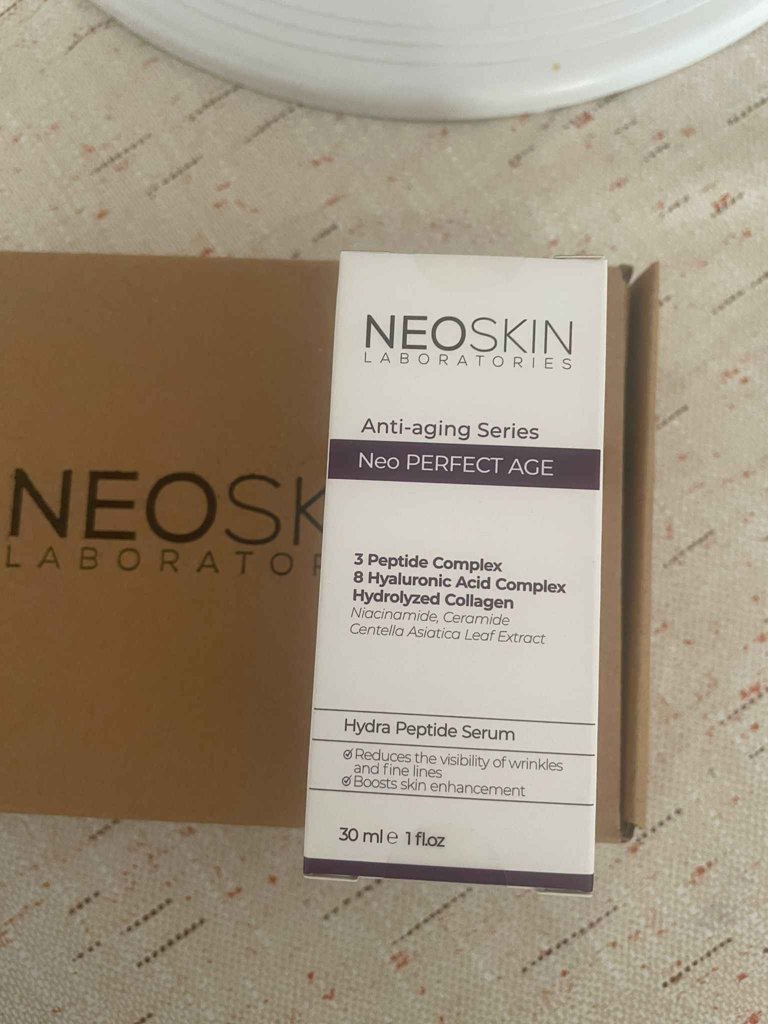 NEOSKIN
LABORATORIES
Anti-aging Series
Neo PERFECT AGE
3 Peptide Complex
8 Hyaluronic Acid Complex
Hydrolyzed Collagen
Niacinamide, Ceramide
Centella Asiatica Leaf Extract
Hydra Peptide Serum
Reduces the visibility of wrinkles
and fine lines
Boosts skin enhancement
30 ml e 1 fl.oz
NEOSK
LABORATO